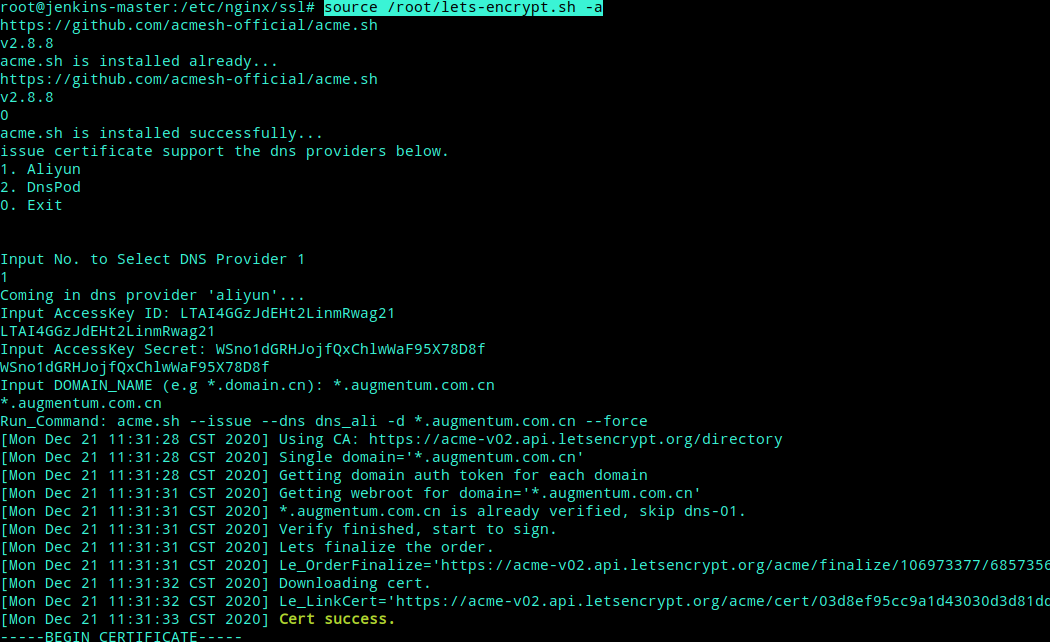 root@jenkins-master:/etc/nginx/ssl# source /root/lets-encrypt.sh -a
https://github.com/acmesh-official/acme.sh
v2.8.8
acme.sh is installed already...
https://github.com/acmesh-official/acme.sh
v2.8.8
0
acme.sh is installed successfully...
issue certificate support the dns providers below.
1. Aliyun
2. DnsPod
0. Exit
Input No. to Select DNS Provider 1
1
Coming in dns provider 'aliyun'...
Input AccessKey ID: LTAI4GGzJdEHt2LinmRwag21
LTAI4GGzJdEHt2LinmRwag21
Input AccessKey Secret: WSno1dGRHJojfQxChlwWaF95X78D8f
WSno1dGRHJojfQxChlwWaF95X78D8f
Input DOMAIN_NAME (e.g *.domain.cn): *.augmentum.com.cn
*.augmentum.com.cn
Run_Command: acme.sh --issue --dns dns_ali -d *.augmentum.com.cn --force
[Mon Dec 21 11:31:28 CST 2020] Using CA: https://acme-v02.api.letsencrypt.org/directory
[Mon Dec 21 11:31:28 CST 2020] Single domain='*.augmentum.com.cn'
[Mon Dec 21 11:31:28 CST 2020] Getting domain auth token for each domain
[Mon Dec 21 11:31:31 CST 2020] Getting webroot for domain='*.augmentum.com.cn'
[Mon Dec 21 11:31:31 CST 2020] *.augmentum.com.cn is already verified, skip dns-01.
[Mon Dec 21 11:31:31 CST 2020] Verify finished, start to sign.
[Mon Dec 21 11:31:31 CST 2020] Lets finalize the order.
[Mon Dec 21 11:31:31 CST 2020] Le_OrderFinalize='https://acme-v02.api.letsencrypt.org/acme/finalize/106973377/6857356
[Mon Dec 21 11:31:32 CST 2020] Downloading cert.
[Mon Dec 21 11:31:32 CST 2020] Le_LinkCert='https://acme-v02.api.letsencrypt.org/acme/cert/03d8ef95cc9a1d43030d3d81dd
[Mon Dec 21 11:31:33 CST 2020] Cert success.
-----BEGIN CERTIFICATE-----